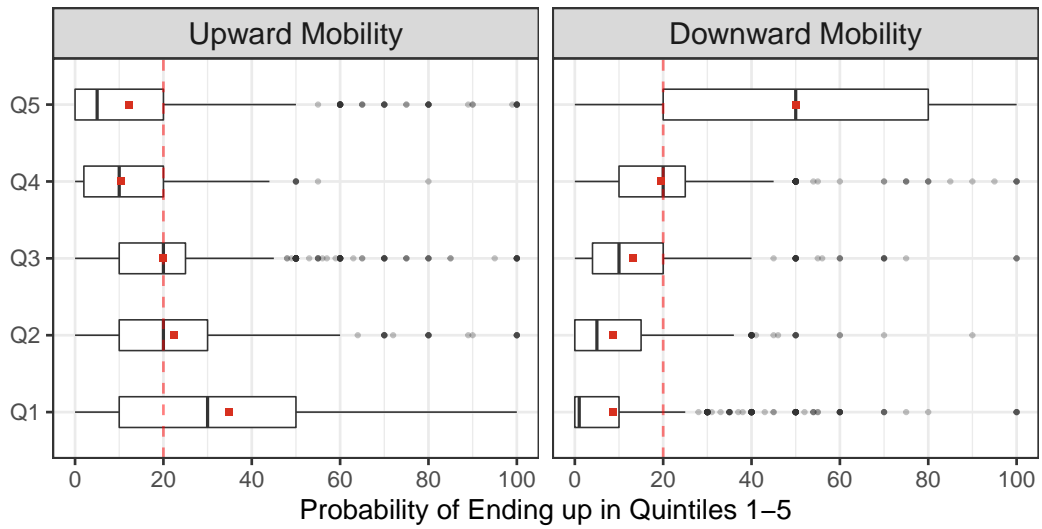 Upward Mobility
Downward Mobility
Q5
Q4
Q3
Q2
Q1
0 20 40 60 80 100
0 20 40 60 80 100
Probability of Ending up in Quintiles 1–5